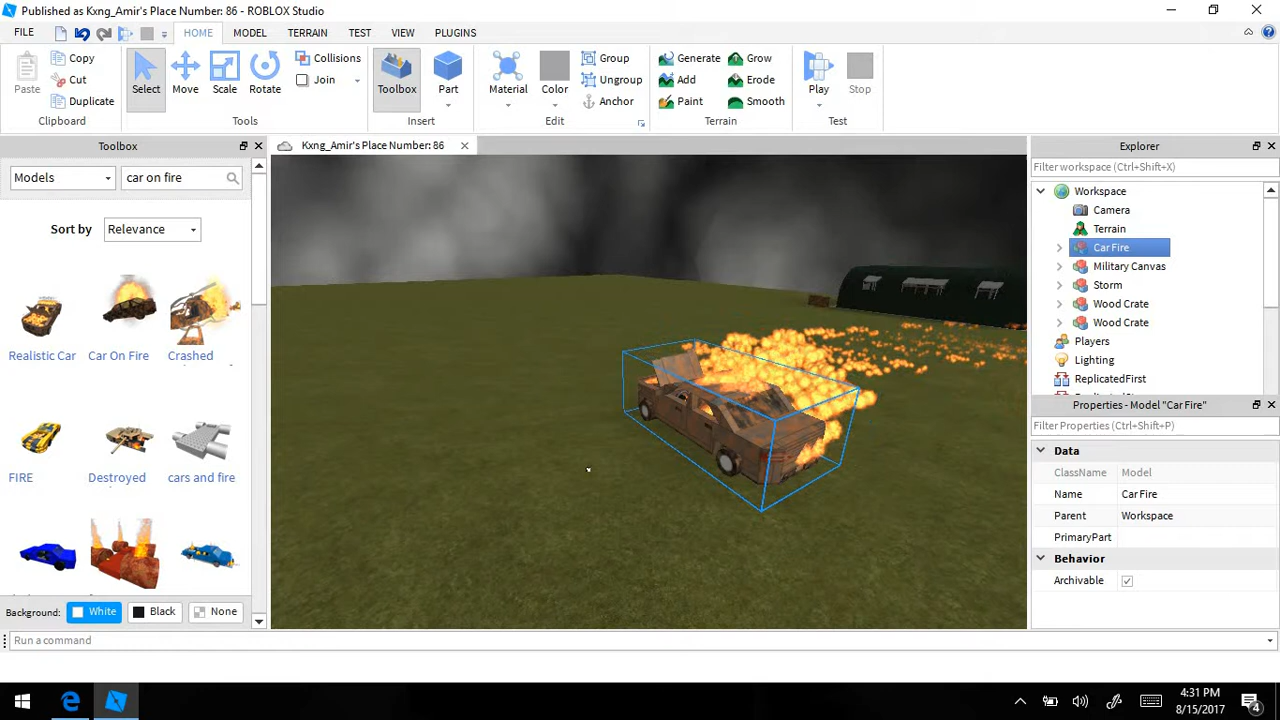 Published as Kxng_Amir's Place Number: 86 - ROBLOX Studio
FILE HOME MODEL TERRAIN TEST VIEW PLUGINS
Paste
Copy
Cut
Duplicate
Clipboard
Select
Move
Scale
Rotate
Collisions
Join
Tools
Toolbox
Part
Insert
Material
Color
Group
Ungroup
Anchor
Edit
Generate
Add
Paint
Grow
Erode
Smooth
Terrain
Play
Stop
Test
Toolbox
Models
car on fire
Sort by
Relevance
Realistic Car
Car On Fire
Crashed
FIRE
Destroyed
cars and fire
Background:
White
Black
None
Kxng_Amir's Place Number: 86
Explorer
Filter workspace (Ctrl+Shift+X)
Workspace
Camera
Terrain
Car Fire
Military Canvas
Storm
Wood Crate
Wood Crate
Players
Lighting
ReplicatedFirst
Properties - Model "Car Fire"
Filter Properties (Ctrl+Shift+P)
Data
ClassName Model
Name Car Fire
Parent Workspace
PrimaryPart
Behavior
Archivable
Run a command
4:31 PM
8/15/2017
4